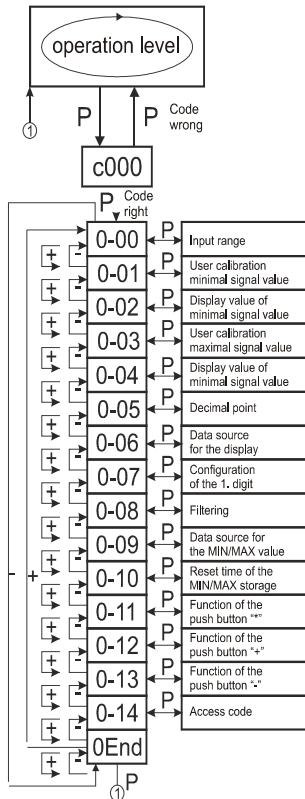 operation level
P
P
Code
wrong
1
c000
P
Code
right
0-00
P
Input range
+
-
0-01
P
User calibration
minimal signal value
+
-
0-02
P
Display value of
minimal signal value
+
-
0-03
P
User calibration
maximal signal value
+
-
0-04
P
Display value of
minimal signal value
+
-
0-05
P
Decimal point
+
-
0-06
P
Data source
for the display
+
-
0-07
P
Configuration
of the 1. digit
+
-
0-08
P
Filtering
+
-
0-09
P
Data source for
the MIN/MAX value
-
+
+
-
0-10
P
Reset time of the
MIN/MAX storage
+
-
0-11
P
Function of the
push button "*"
+
-
0-12
P
Function of the
push button "+"
+
-
0-13
P
Function of the
push button "-"
+
-
0-14
P
Access code
+
-
0End
+
-
1
P